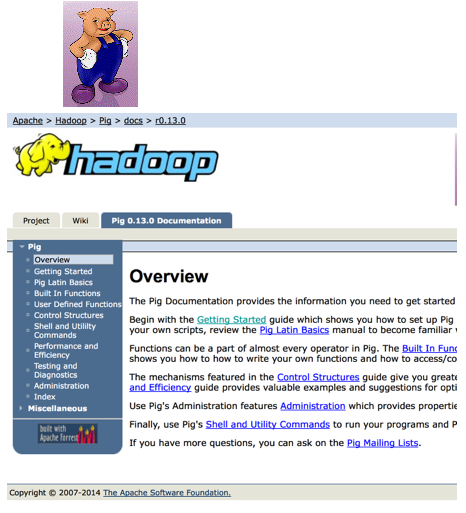 Apache > Hadoop > Pig > docs > r0.13.0
hadoop
Project
Wiki
Pig 0.13.0 Documentation
Pig
Overview
Getting Started
Pig Latin Basics
Built In Functions
User Defined Functions
Control Structures
Shell and Utililty
Commands
Performance and
Efficiency
Testing and
Diagnostics
Administration
Index
Miscellaneous
built with
Apache Forrest
Overview
The Pig Documentation provides the information you need to get started
Begin with the Getting Started guide which shows you how to set up Pig
your own scripts, review the Pig Latin Basics manual to become familiar
Functions can be a part of almost every operator in Pig. The Built In Func
shows you how to how to write your own functions and how to access/co
The mechanisms featured in the Control Structures guide give you greate
and Efficiency guide provides valuable examples and suggestions for opti
Use Pig's Administration features Administration which provides propertie
Finally, use Pig's Shell and Utility Commands to run your programs and P
If you have more questions, you can ask on the Pig Mailing Lists.
Copyright © 2007-2014 The Apache Software Foundation.